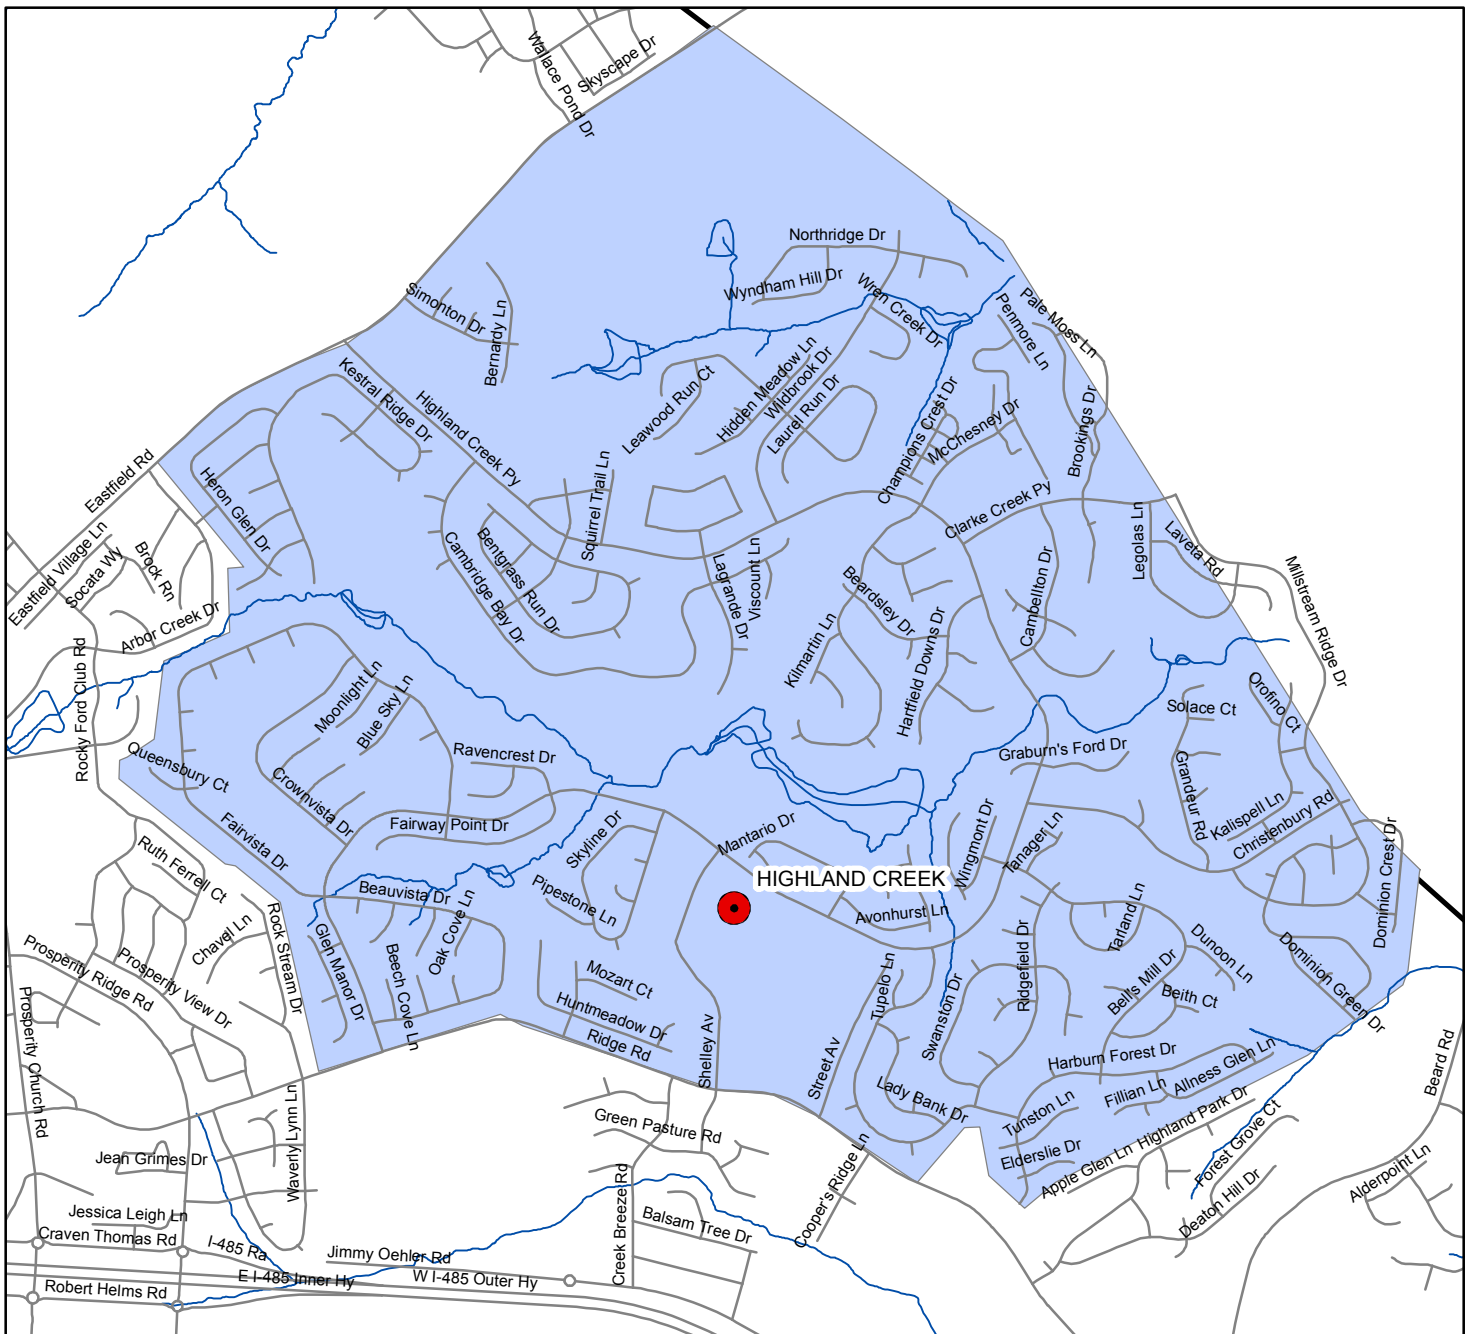 Wallace Pond Dr
Skyscape Dr
Northridge Dr
Wyndham Hill Dr
Wren Creek Dr
Pale Moss Ln
Penmore Ln
Simonton Dr
Bernardy Ln
Kestral Ridge Dr
Highland Creek Py
Leawood Run Ct
Hidden Meadow Ln
Wildbrook Dr
Laurel Run Dr
Champions Crest Dr
McChesney Dr
Brookings Dr
Eastfield Rd
Heron Glen Dr
Squirrel Trail Ln
Clarke Creek Py
Legolas Ln
Laveta Rd
Millstream Ridge Dr
Eastfield Village Ln
Socata Wy
Brock Rn
Arbor Creek Dr
Cambridge Bay Dr
Bentgrass Run Dr
Lagrande Dr
Viscount Ln
Beardsley Dr
Kilmartin Ln
Hartfield Downs Dr
Cambellton Dr
Rocky Ford Club Rd
Moonlight Ln
Blue Sky Ln
Queensbury Ct
Ravencrest Dr
Crownvista Dr
Fairway Point Dr
Fairvista Dr
Solace Ct
Orofino Ct
Graburn's Ford Dr
Grandeur Rd
Kalispell Ln
Christenbury Rd
Dominion Crest Dr
Skyline Dr
Mantario Dr
Wingmont Dr
Tanager Ln
HIGHLAND CREEK
Ruth Ferrell Ct
Beauvista Dr
Pipestone Ln
Avonhurst Ln
Chavel Ln
Rock Stream Dr
Glen Manor Dr
Beech Cove Ln
Oak Cove Ln
Tarland Ln
Dunoon Ln
Bell's Mill Dr
Beith Ct
Dominion Green Dr
Ridgefield Dr
Prosperity Ridge Rd
Prosperity View Dr
Mozart Ct
Huntmeadow Dr
Ridge Rd
Shelley Av
Tupelo Ln
Swanston Dr
Street Av
Prosperity Church Rd
Harburn Forest Dr
Lady Bank Dr
Tunston Ln
Fillian Ln
Allness Glen Ln
Beard Rd
Green Pasture Rd
Elderslie Dr
Apple Glen Ln
Highland Park Dr
Forest Grove Ct
Deaton Hill Dr
Alderpoint Ln
Jean Grimes Dr
Waverly Lynn Ln
Jessica Leigh Ln
Craven Thomas Rd
I-485 Ra
Jimmy Oehler Rd
Creek Breeze Rd
Balsam Tree Dr
Cooper's Ridge Ln
E I-485 Inner Hy
W I-485 Outer Hy
Robert Helms Rd